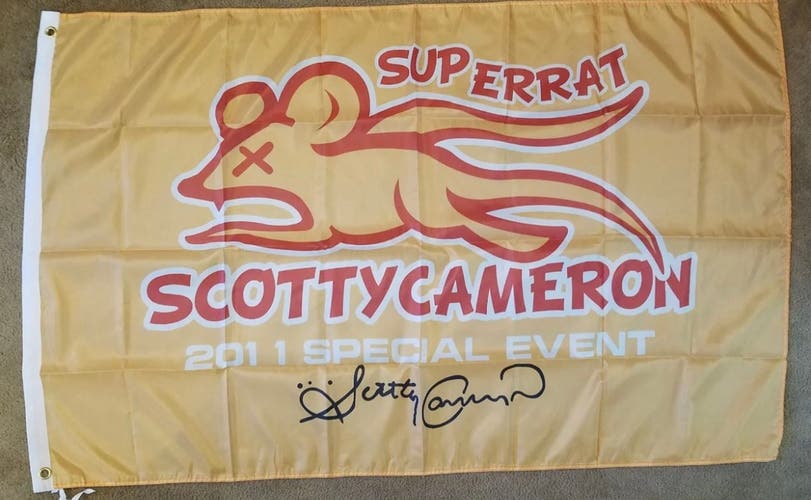 SUPERRAT
SCOTTYCAMERON
2011 SPECIAL EVENT
Scotty Cameron